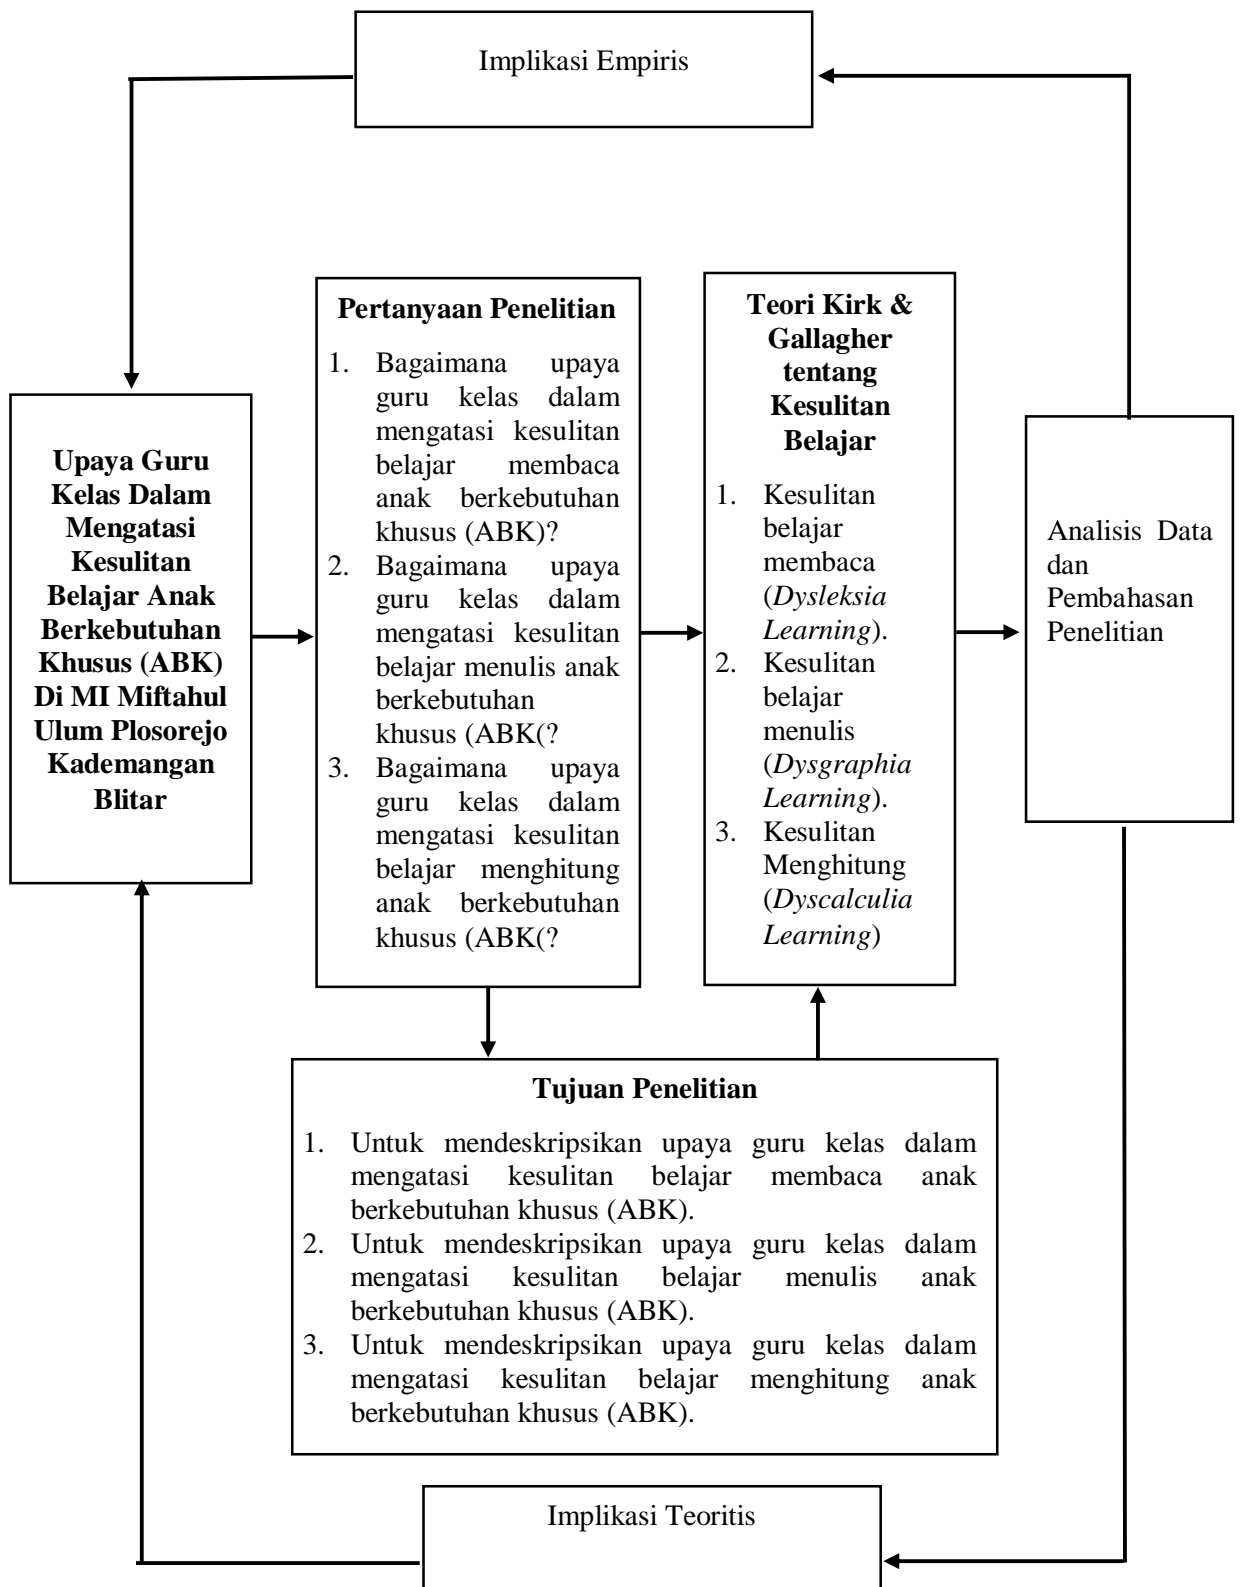 Implikasi Empiris
Upaya Guru
Kelas Dalam
Mengatasi
Kesulitan
Belajar Anak
Berkebutuhan
Khusus (ABK)
Di MI Miftahul
Ulum Plosorejo
Kademangan
Blitar
Pertanyaan Penelitian
1. Bagaimana upaya
guru kelas dalam
mengatasi kesulitan
belajar membaca
anak berkebutuhan
khusus (ABK)?
2. Bagaimana upaya
guru kelas dalam
mengatasi kesulitan
belajar menulis anak
berkebutuhan
khusus (ABK(?
3. Bagaimana upaya
guru kelas dalam
mengatasi kesulitan
belajar menghitung
anak berkebutuhan
khusus (ABK(?
Teori Kirk &
Gallagher
tentang
Kesulitan
Belajar
1. Kesulitan
belajar
membaca
(Dysleksia
Learning).
2. Kesulitan
belajar
menulis
(Dysgraphia
Learning).
3. Kesulitan
Menghitung
(Dyscalculia
Learning)
Analisis Data
dan
Pembahasan
Penelitian
Tujuan Penelitian
1. Untuk mendeskripsikan upaya guru kelas dalam
mengatasi kesulitan belajar membaca anak
berkebutuhan khusus (ABK).
2. Untuk mendeskripsikan upaya guru kelas dalam
mengatasi kesulitan belajar menulis anak
berkebutuhan khusus (ABK).
3. Untuk mendeskripsikan upaya guru kelas dalam
mengatasi kesulitan belajar menghitung anak
berkebutuhan khusus (ABK).
Implikasi Teoritis